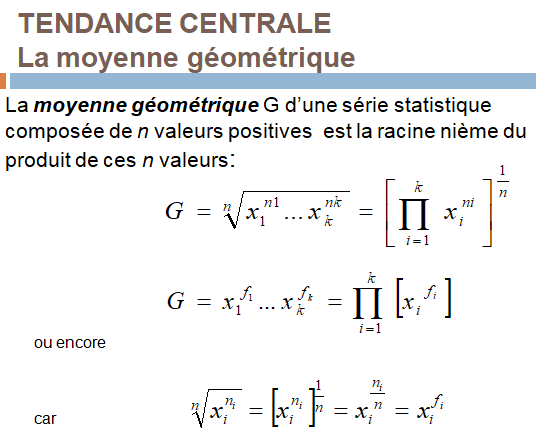 TENDANCE CENTRALE
La moyenne géométrique
La moyenne géométrique G d'une série statistique
composée de n valeurs positives est la racine nième du
produit de ces n valeurs:
G = \sqrt[n]{x_1^{n1} ... x_k^{nk}} = \left[ \prod_{i=1}^{k} x_i^{ni} \right]^{\frac{1}{n}}
G = x_1^{f_1} ... x_k^{f_k} = \prod_{i=1}^{k} \left[ x_i^{f_i} \right]
ou encore
car \sqrt[n]{x_i^{n_i}} = \left[ x_i^{n_i} \right]^{\frac{1}{n}} = x_i^{\frac{n_i}{n}} = x_i^{f_i}